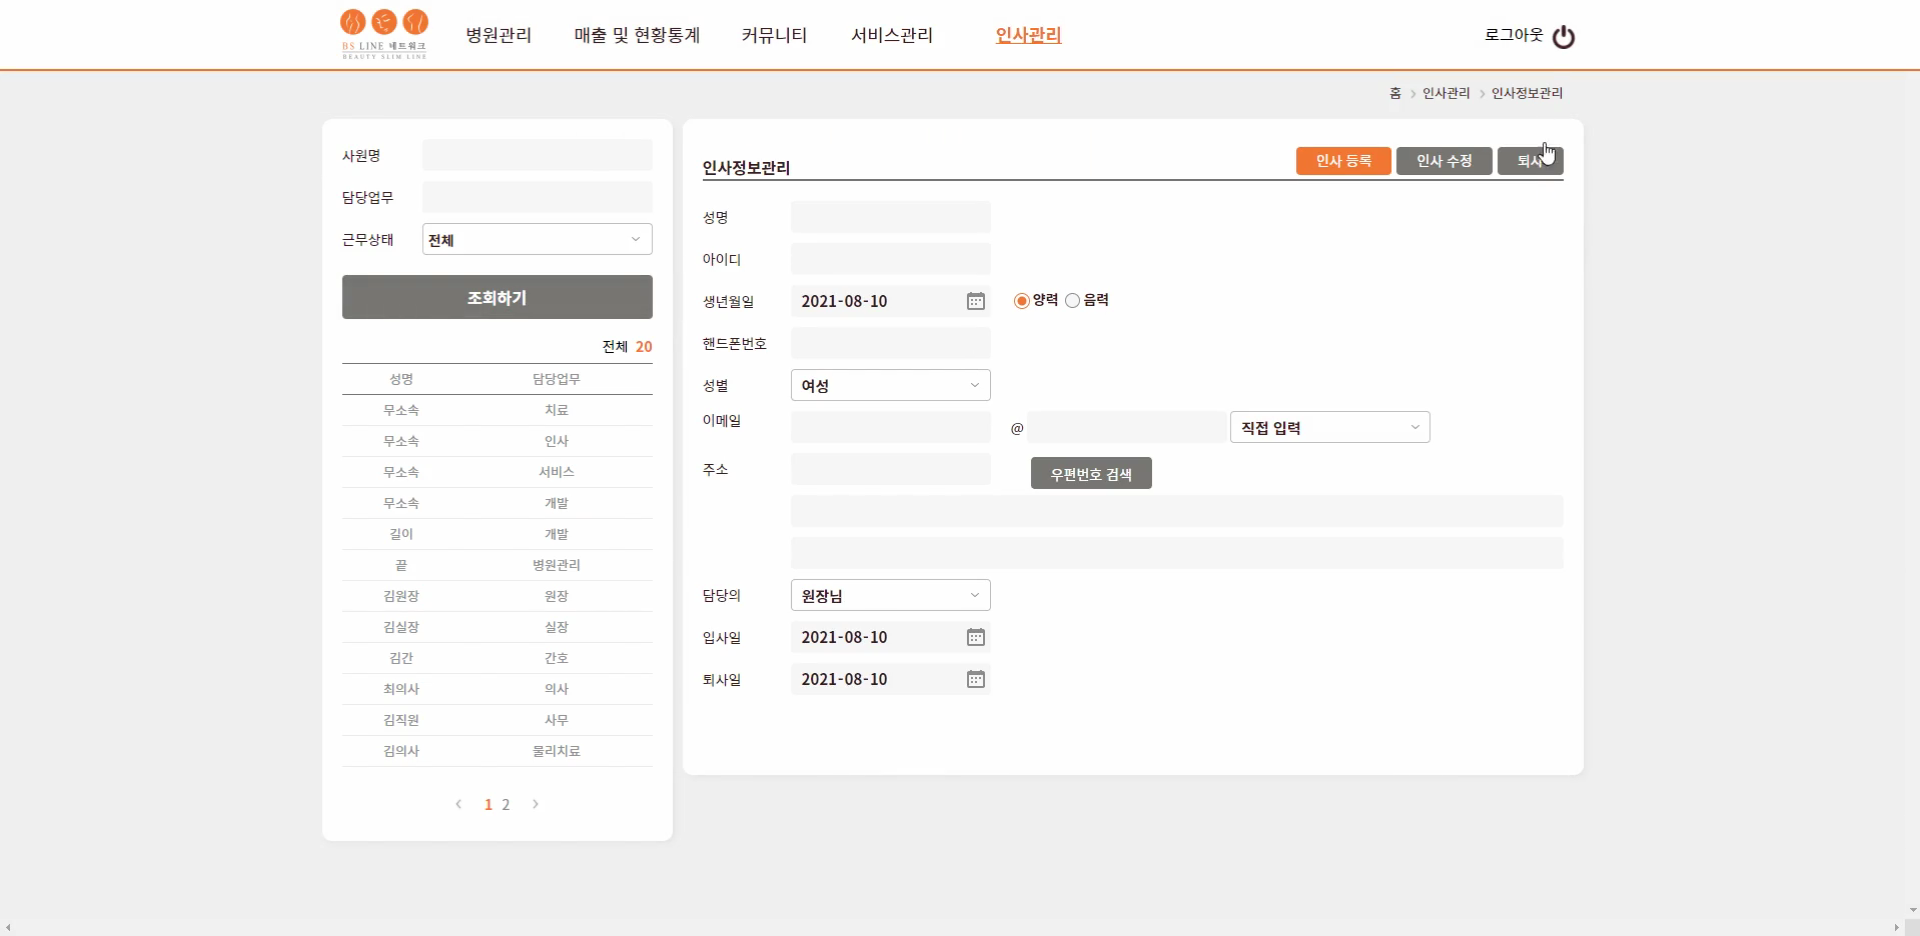 BS LINE 네트워크
BEAUTY SLIM LINE
병원관리
매출 및 현황통계
커뮤니티
서비스관리
인사관리
로그아웃
홈 > 인사관리 > 인사정보관리
사원명
담당업무
근무상태 전체
조회하기
전체 20
성명 담당업무
무소속 치료
무소속 인사
무소속 서비스
무소속 개발
길이 개발
끝 병원관리
김원장 원장
김실장 실장
김간 간호
최의사 의사
김직원 사무
김의사 물리치료
< 1 2 >
인사정보관리
인사 등록
인사 수정
퇴사
성명
아이디
생년월일 2021-08-10 양력 음력
핸드폰번호
성별 여성
이메일 @ 직접 입력
주소 우편번호 검색
담당의 원장님
입사일 2021-08-10
퇴사일 2021-08-10